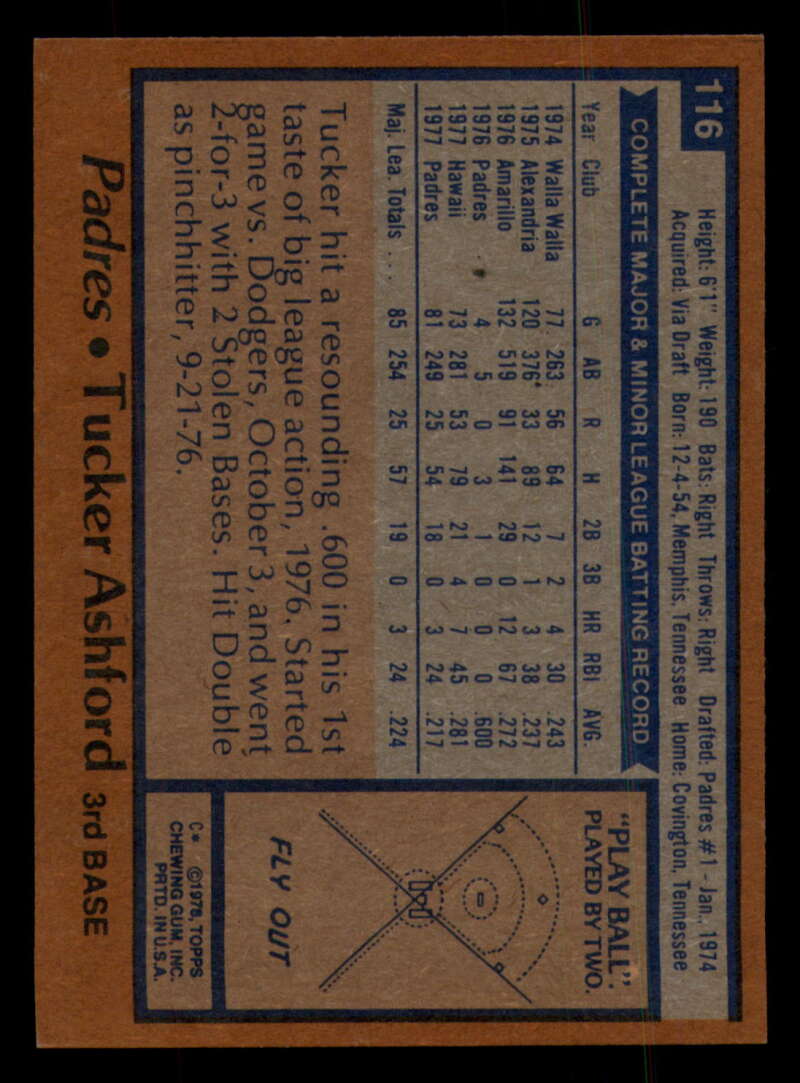 116
Height: 6'1" Weight: 190 Bats: Right Throws: Right Drafted: Padres #1 - Jan., 1974
Acquired: Via Draft Born: 12-4-54, Memphis, Tennessee Home: Covington, Tennessee
COMPLETE MAJOR & MINOR LEAGUE BATTING RECORD
Year Club G AB R H 2B 3B HR RBI AVG.
1974 Walla Walla 77 263 56 64 7 2 4 30 .243
1975 Alexandria 120 376* 33 89 12 1 3 38 .237
1976 Amarillo 132 519 91 141 29 0 12 67 .272
1976 Padres 4 5 0 3 1 0 0 0 .600
1977 Hawaii 73 281 53 79 21 4 7 45 .281
1977 Padres 81 249 25 54 18 0 3 24 .217
Maj. Lea. Totals .... 85 254 25 57 19 0 3 24 .224
Tucker hit a resounding .600 in his 1st
taste of big league action, 1976. Started
game vs. Dodgers, October 3, and went
2-for-3 with 2 Stolen Bases. Hit Double
as pinchhitter, 9-21-76.
"PLAY BALL".
PLAYED BY TWO.
FLY OUT
C* ©1978, TOPPS
CHEWING GUM, INC.
PRTD. IN U.S.A.
Padres • Tucker Ashford 3rd BASE